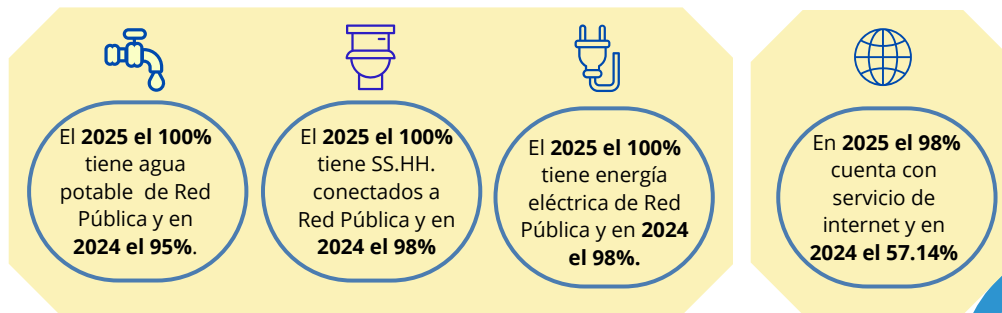 El 2025 el 100%
tiene agua
potable de Red
Pública y en
2024 el 95%.
El 2025 el 100%
tiene SS.HH.
conectados a
Red Pública y en
2024 el 98%
El 2025 el 100%
tiene energía
eléctrica de Red
Pública y en 2024
el 98%.
En 2025 el 98%
cuenta con
servicio de
internet y en
2024 el 57.14%